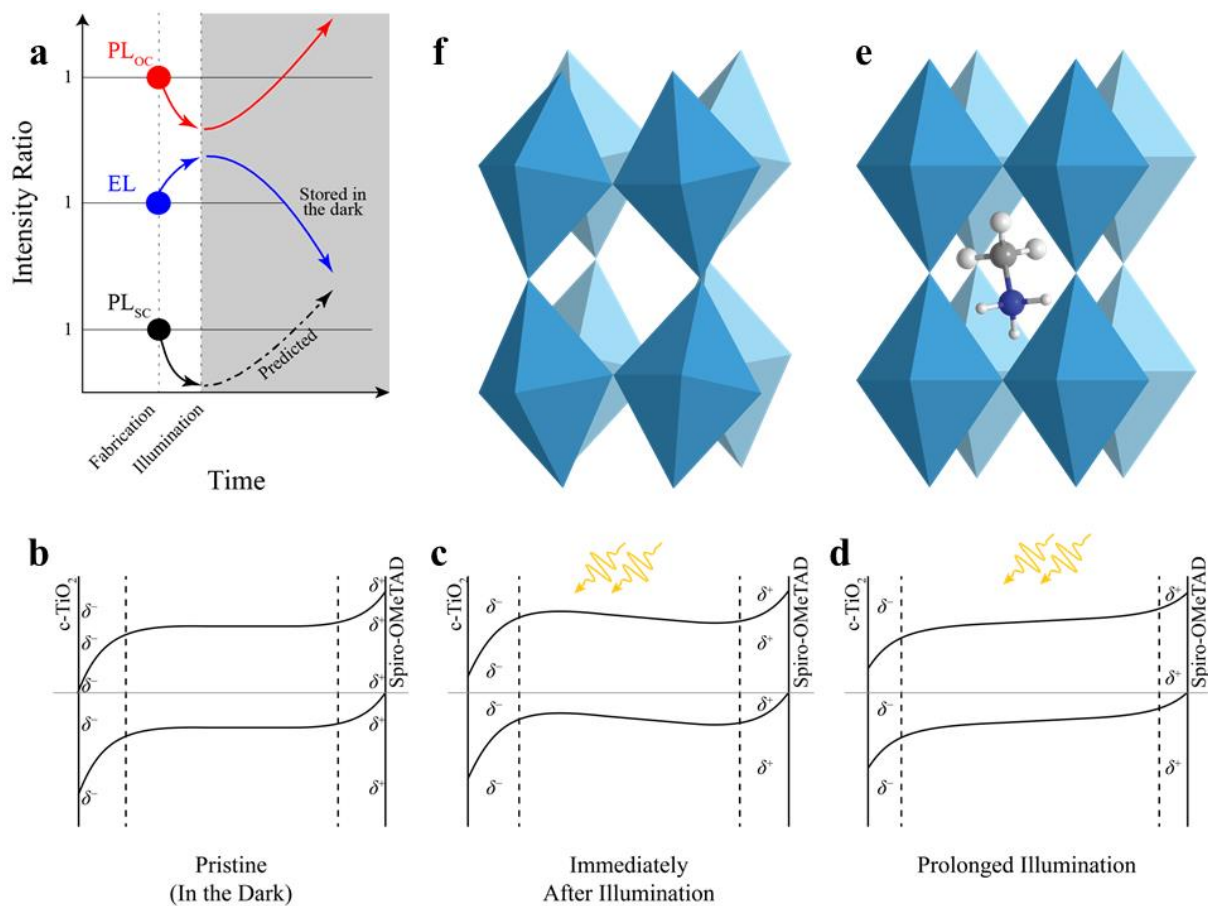 a
PL_OC
1
EL
1
Stored in
the dark
PL_SC
1
Predicted
Intensity Ratio
Fabrication
Illumination
Time
f
e
b
c-TiO₂
δ⁻
δ⁻
δ⁻
δ⁻
δ⁻
δ⁺
δ⁺
δ⁺
δ⁺
δ⁺
Spiro-OMeTAD
Pristine
(In the Dark)
c
c-TiO₂
δ⁻
δ⁻
δ⁻
δ⁻
δ⁺
δ⁺
δ⁺
δ⁺
Spiro-OMeTAD
Immediately
After Illumination
d
c-TiO₂
δ⁻
δ⁻
δ⁻
δ⁺
δ⁺
δ⁺
Spiro-OMeTAD
Prolonged Illumination